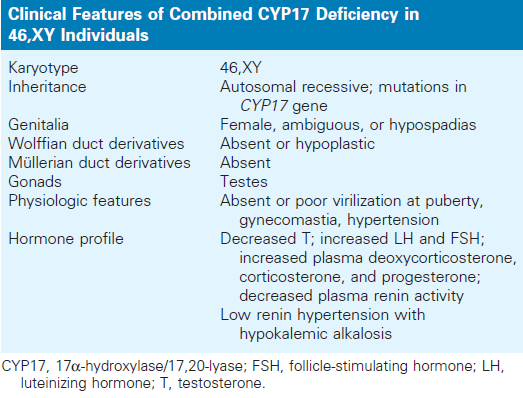 Clinical Features of Combined CYP17 Deficiency in
46,XY Individuals
Karyotype 46,XY
Inheritance Autosomal recessive; mutations in
CYP17 gene
Genitalia Female, ambiguous, or hypospadias
Wolffian duct derivatives Absent or hypoplastic
Müllerian duct derivatives Absent
Gonads Testes
Physiologic features Absent or poor virilization at puberty,
gynecomastia, hypertension
Hormone profile Decreased T; increased LH and FSH;
increased plasma deoxycorticosterone,
corticosterone, and progesterone;
decreased plasma renin activity
Low renin hypertension with
hypokalemic alkalosis
CYP17, 17α-hydroxylase/17,20-lyase; FSH, follicle-stimulating hormone; LH,
luteinizing hormone; T, testosterone.